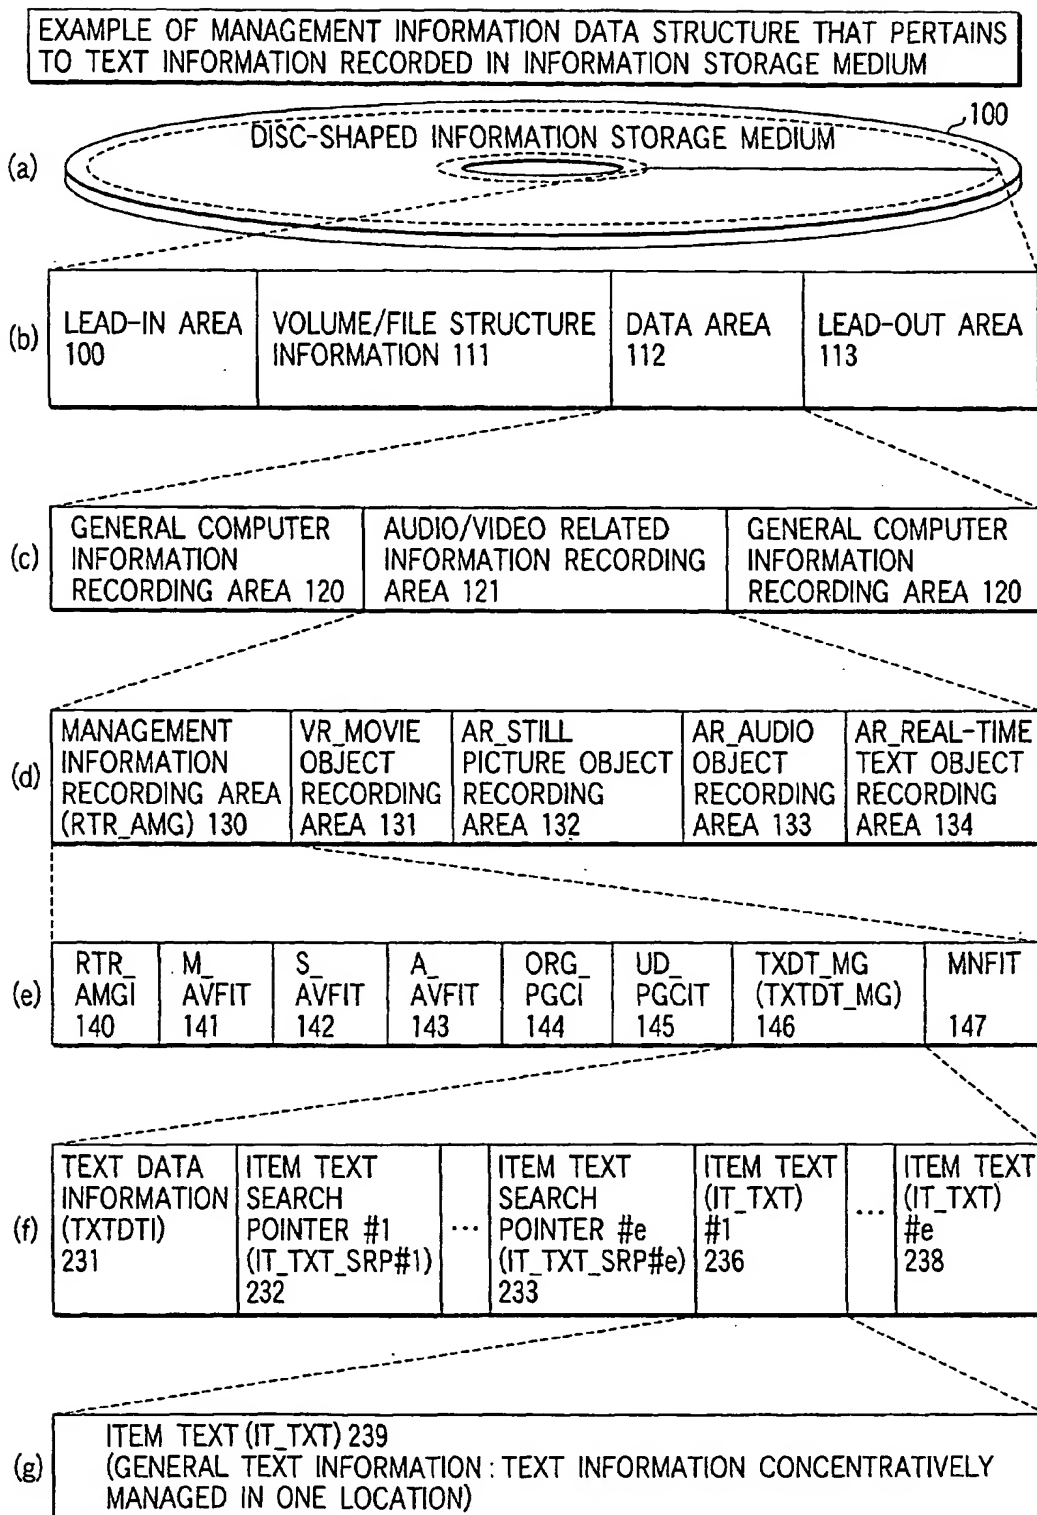 EXAMPLE OF MANAGEMENT INFORMATION DATA STRUCTURE THAT PERTAINS
TO TEXT INFORMATION RECORDED IN INFORMATION STORAGE MEDIUM
100
DISC-SHAPED INFORMATION STORAGE MEDIUM
(a)
(b)
LEAD-IN AREA
100
VOLUME/FILE STRUCTURE
INFORMATION 111
DATA AREA
112
LEAD-OUT AREA
113
(c)
GENERAL COMPUTER
INFORMATION
RECORDING AREA 120
AUDIO/VIDEO RELATED
INFORMATION RECORDING
AREA 121
GENERAL COMPUTER
INFORMATION
RECORDING AREA 120
(d)
MANAGEMENT
INFORMATION
RECORDING AREA
(RTR_AMG) 130
VR_MOVIE
OBJECT
RECORDING
AREA 131
AR_STILL
PICTURE OBJECT
RECORDING
AREA 132
AR_AUDIO
OBJECT
RECORDING
AREA 133
AR_REAL-TIME
TEXT OBJECT
RECORDING
AREA 134
(e)
RTR_
AMGI
140
M_
AVFIT
141
S_
AVFIT
142
A_
AVFIT
143
ORG_
PGCI
144
UD_
PGCIT
145
TXDT_MG
(TXTDT_MG)
146
MNFIT
147
(f)
TEXT DATA
INFORMATION
(TXTDTI)
231
ITEM TEXT
SEARCH
POINTER #1
(IT_TXT_SRP#1)
232
...
ITEM TEXT
SEARCH
POINTER #e
(IT_TXT_SRP#e)
233
ITEM TEXT
(IT_TXT)
#1
236
...
ITEM TEXT
(IT_TXT)
#e
238
(g)
ITEM TEXT (IT_TXT) 239
(GENERAL TEXT INFORMATION : TEXT INFORMATION CONCENTRATIVELY
MANAGED IN ONE LOCATION)